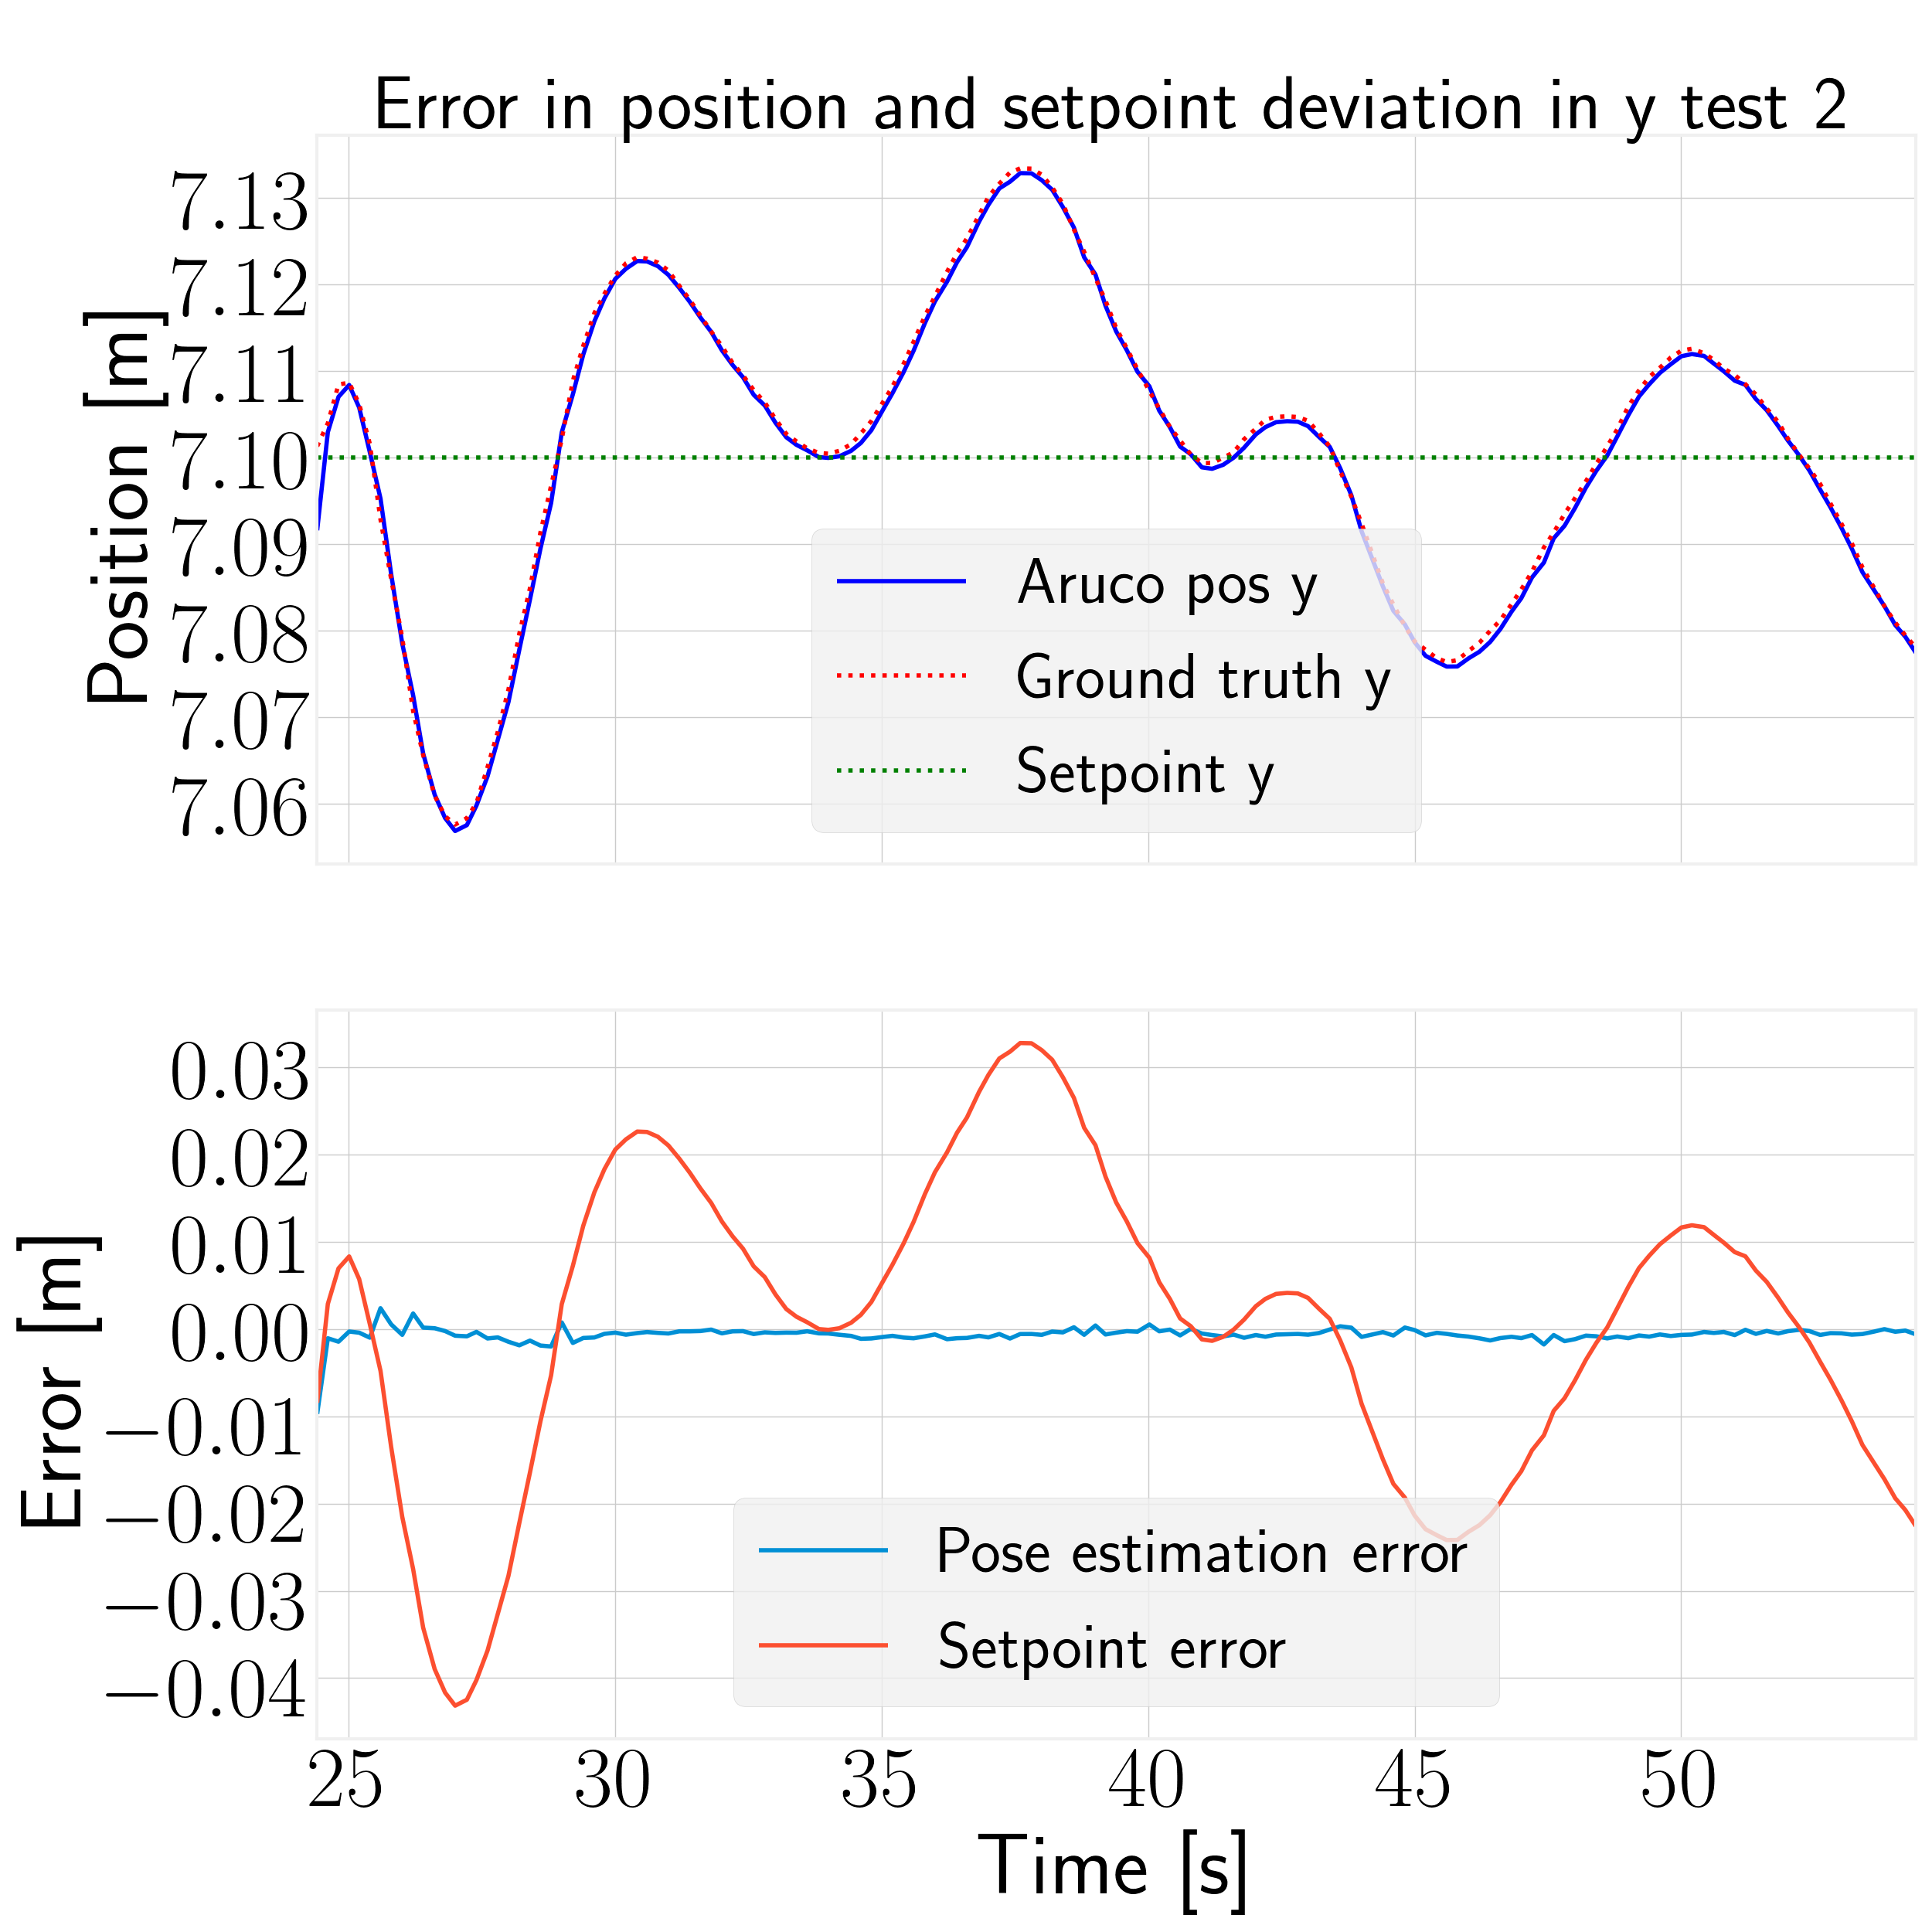 Error in position and setpoint deviation in y test 2
Position [m]
7.13
7.12
7.11
7.10
7.09
7.08
7.07
7.06
Aruco pos y
Ground truth y
Setpoint y
Error [m]
0.03
0.02
0.01
0.00
−0.01
−0.02
−0.03
−0.04
Pose estimation error
Setpoint error
25 30 35 40 45 50
Time [s]